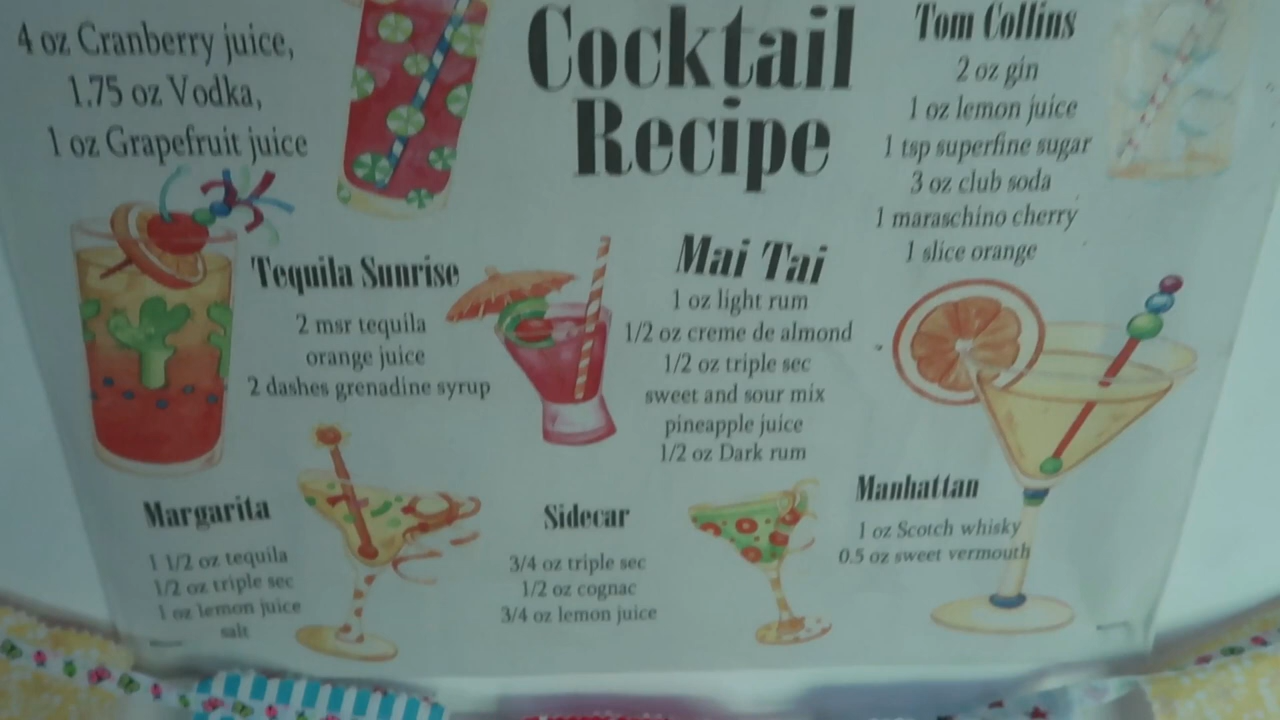 4 oz Cranberry juice,
1.75 oz Vodka,
1 oz Grapefruit juice
Cocktail
Recipe
Tom Collins
2 oz gin
1 oz lemon juice
1 tsp superfine sugar
3 oz club soda
1 maraschino cherry
1 slice orange
Tequila Sunrise
2 msr tequila
orange juice
2 dashes grenadine syrup
Mai Tai
1 oz light rum
1/2 oz creme de almond
1/2 oz triple sec
sweet and sour mix
pineapple juice
1/2 oz Dark rum
Margarita
1 1/2 oz tequila
1/2 oz triple sec
1 oz lemon juice
salt
Sidecar
3/4 oz triple sec
1/2 oz cognac
3/4 oz lemon juice
Manhattan
1 oz Scotch whisky
0.5 oz sweet vermouth